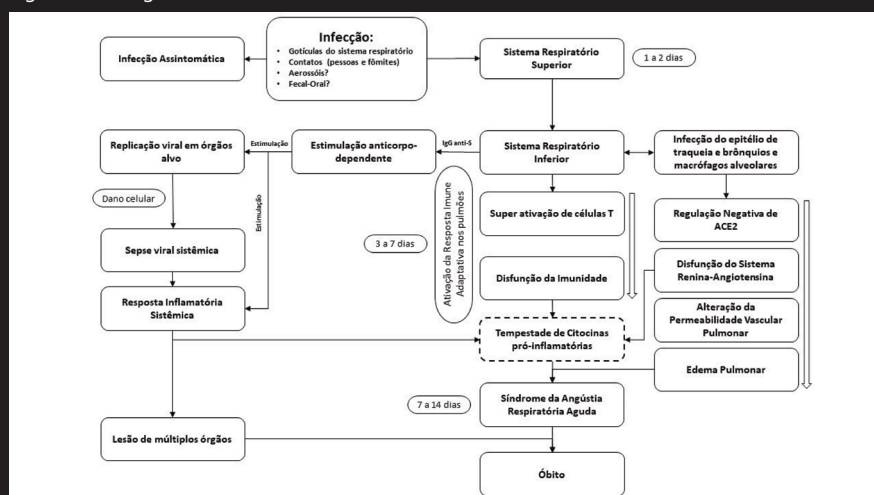 Infecção:
• Gotículas do sistema respiratório
• Contatos (pessoas e fômites)
• Aerossóis?
• Fecal-Oral?
Infecção Assintomática
Sistema Respiratório
Superior
1 a 2 dias
Replicação viral em órgãos
alvo
Estimulação
Estimulação anticorpo-
dependente
IgG anti-S
Sistema Respiratório
Inferior
Infecção do epitélio de
traqueia e brônquios e
macrófagos alveolares
Dano celular
Estimulação
Ativação da Resposta Imune
Adaptativa nos pulmões
Super ativação de células T
Regulação Negativa de
ACE2
3 a 7 dias
Sepse viral sistêmica
Disfunção da Imunidade
Disfunção do Sistema
Renina-Angiotensina
Resposta Inflamatória
Sistêmica
Tempestade de Citocinas
pró-inflamatórias
Alteração da
Permeabilidade Vascular
Pulmonar
Edema Pulmonar
7 a 14 dias
Síndrome da Angústia
Respiratória Aguda
Lesão de múltiplos órgãos
Óbito